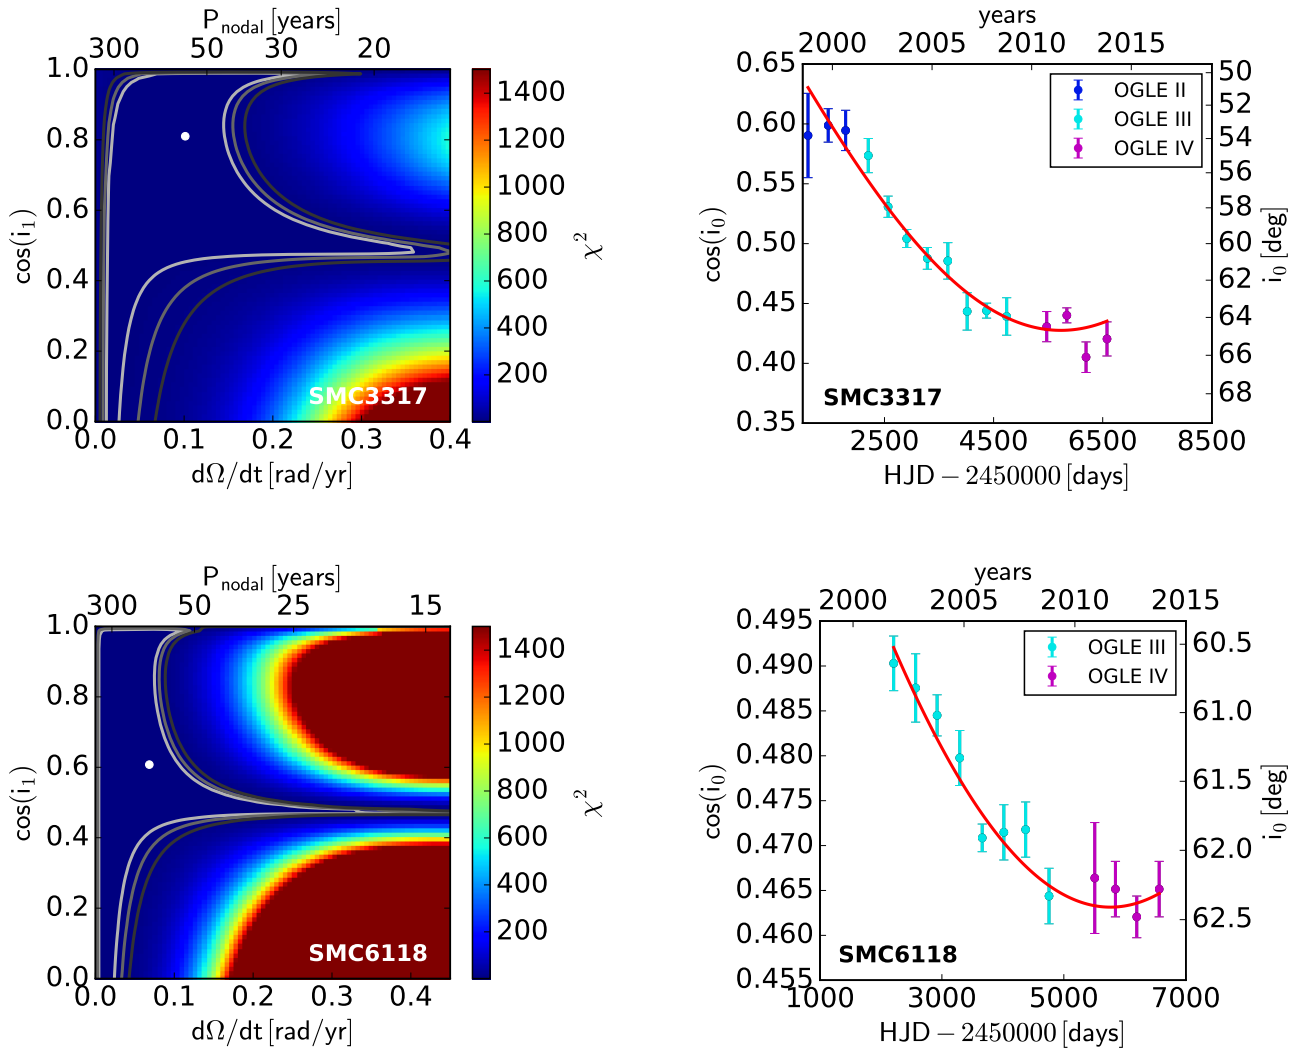 P_nodal [years]
300 50 30 20
1.0
0.8
0.6
0.4
0.2
0.0
cos(i_1)
0.0 0.1 0.2 0.3 0.4
dΩ/dt [rad/yr]
SMC3317
1400
1200
1000
800
600
400
200
χ^2
years
2000 2005 2010 2015
0.65
0.60
0.55
0.50
0.45
0.40
0.35
cos(i_0)
OGLE II
OGLE III
OGLE IV
50
52
54
56
58
60
62
64
66
68
i_0 [deg]
SMC3317
2500 4500 6500 8500
HJD − 2450000 [days]
P_nodal [years]
300 50 25 15
1.0
0.8
0.6
0.4
0.2
0.0
cos(i_1)
0.0 0.1 0.2 0.3 0.4
dΩ/dt [rad/yr]
SMC6118
1400
1200
1000
800
600
400
200
χ^2
years
2000 2005 2010 2015
0.495
0.490
0.485
0.480
0.475
0.470
0.465
0.460
0.455
cos(i_0)
OGLE III
OGLE IV
60.5
61.0
61.5
62.0
62.5
i_0 [deg]
SMC6118
1000 3000 5000 7000
HJD − 2450000 [days]